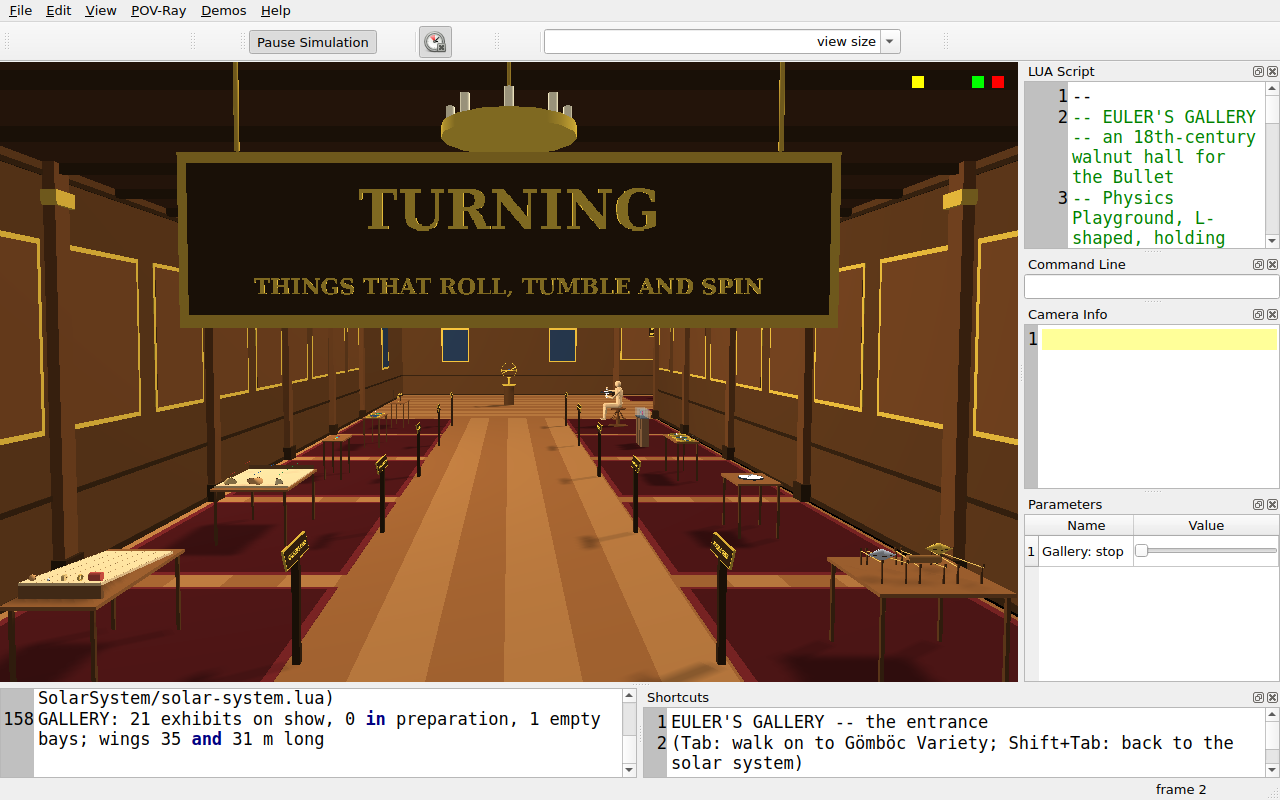 File Edit View POV-Ray Demos Help
Pause Simulation
view size
TURNING
THINGS THAT ROLL, TUMBLE AND SPIN
LUA Script
1 --
2 -- EULER'S GALLERY
-- an 18th-century
walnut hall for
the Bullet
3 -- Physics
Playground, L-
shaped, holding
Command Line
Camera Info
1
Parameters
Name Value
1 Gallery: stop
SolarSystem/solar-system.lua)
158 GALLERY: 21 exhibits on show, 0 in preparation, 1 empty
bays; wings 35 and 31 m long
Shortcuts
1 EULER'S GALLERY -- the entrance
2 (Tab: walk on to Gömböc Variety; Shift+Tab: back to the
solar system)
frame 2